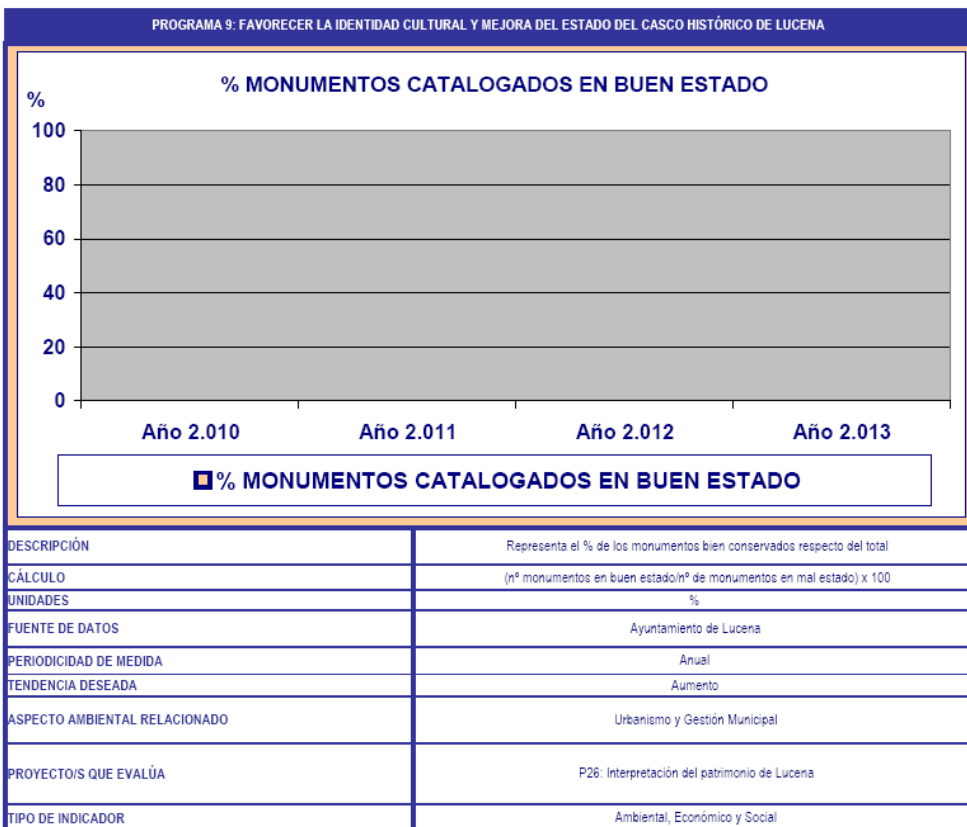 PROGRAMA 9: FAVORECER LA IDENTIDAD CULTURAL Y MEJORA DEL ESTADO DEL CASCO HISTÓRICO DE LUCENA
% MONUMENTOS CATALOGADOS EN BUEN ESTADO
%
100
80
60
40
20
0
Año 2.010 Año 2.011 Año 2.012 Año 2.013
% MONUMENTOS CATALOGADOS EN BUEN ESTADO
DESCRIPCIÓN Representa el % de los monumentos bien conservados respecto del total
CÁLCULO (nº monumentos en buen estado/nº de monumentos en mal estado) x 100
UNIDADES %
FUENTE DE DATOS Ayuntamiento de Lucena
PERIODICIDAD DE MEDIDA Anual
TENDENCIA DESEADA Aumento
ASPECTO AMBIENTAL RELACIONADO Urbanismo y Gestión Municipal
PROYECTO/S QUE EVALÚA P26: Interpretación del patrimonio de Lucena
TIPO DE INDICADOR Ambiental, Económico y Social